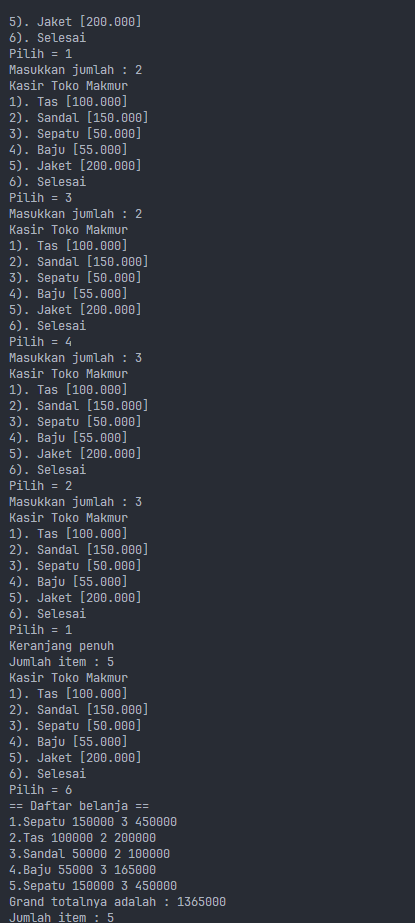 5). Jaket [200.000]
6). Selesai
Pilih = 1
Masukkan jumlah : 2
Kasir Toko Makmur
1). Tas [100.000]
2). Sandal [150.000]
3). Sepatu [50.000]
4). Baju [55.000]
5). Jaket [200.000]
6). Selesai
Pilih = 3
Masukkan jumlah : 2
Kasir Toko Makmur
1). Tas [100.000]
2). Sandal [150.000]
3). Sepatu [50.000]
4). Baju [55.000]
5). Jaket [200.000]
6). Selesai
Pilih = 4
Masukkan jumlah : 3
Kasir Toko Makmur
1). Tas [100.000]
2). Sandal [150.000]
3). Sepatu [50.000]
4). Baju [55.000]
5). Jaket [200.000]
6). Selesai
Pilih = 2
Masukkan jumlah : 3
Kasir Toko Makmur
1). Tas [100.000]
2). Sandal [150.000]
3). Sepatu [50.000]
4). Baju [55.000]
5). Jaket [200.000]
6). Selesai
Pilih = 1
Keranjang penuh
Jumlah item : 5
Kasir Toko Makmur
1). Tas [100.000]
2). Sandal [150.000]
3). Sepatu [50.000]
4). Baju [55.000]
5). Jaket [200.000]
6). Selesai
Pilih = 6
== Daftar belanja ==
1.Sepatu 150000 3 450000
2.Tas 100000 2 200000
3.Sandal 50000 2 100000
4.Baju 55000 3 165000
5.Sepatu 150000 3 450000
Grand totalnya adalah : 1365000
Jumlah item : 5